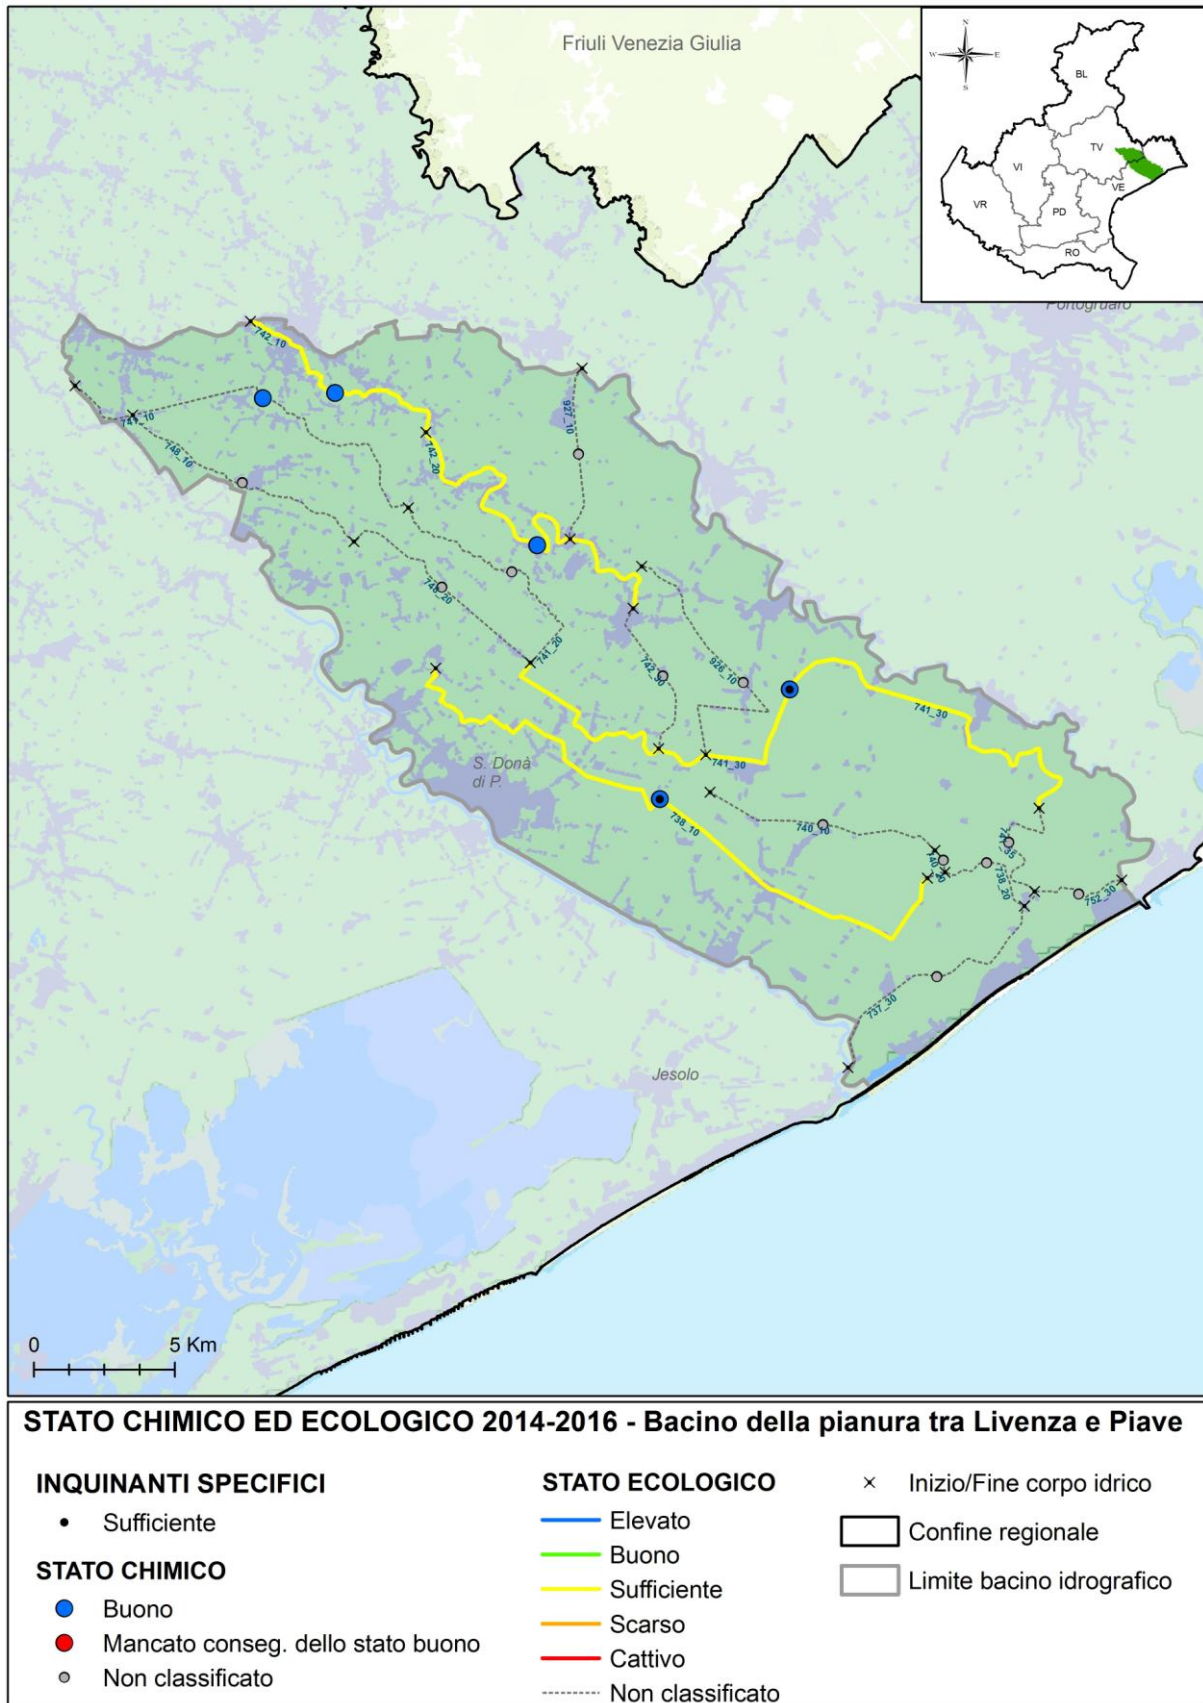 Friuli Venezia Giulia
N
W
E
S
BL
TV
VI
VE
VR
PD
RO
Portogruaro
742_10
741_10
748_10
742_20
927_10
748_20
741_20
742_30
926_10
741_30
741_30
S. Donà
di P.
738_10
740_10
740_20
741_35
738_20
752_30
737_30
Jesolo
0
5 Km
STATO CHIMICO ED ECOLOGICO 2014-2016 - Bacino della pianura tra Livenza e Piave
INQUINANTI SPECIFICI
Sufficiente
STATO CHIMICO
Buono
Mancato conseg. dello stato buono
Non classificato
STATO ECOLOGICO
Elevato
Buono
Sufficiente
Scarso
Cattivo
Non classificato
Inizio/Fine corpo idrico
Confine regionale
Limite bacino idrografico